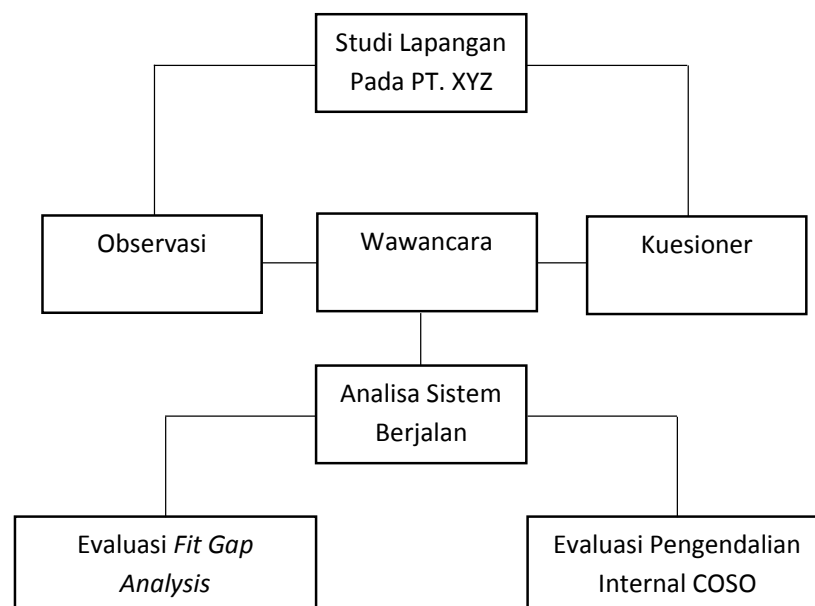 Studi Lapangan
Pada PT. XYZ
Observasi
Wawancara
Kuesioner
Analisa Sistem
Berjalan
Evaluasi Fit Gap
Analysis
Evaluasi Pengendalian
Internal COSO